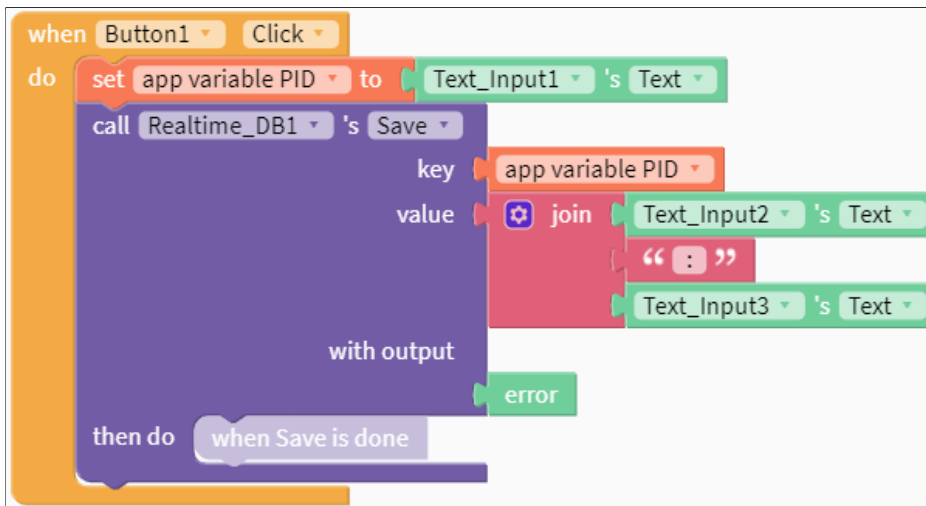 when Button1 Click
do set app variable PID to Text_Input1 's Text
call Realtime_DB1 's Save
key app variable PID
value join Text_Input2 's Text
“ : ”
Text_Input3 's Text
with output
error
then do when Save is done